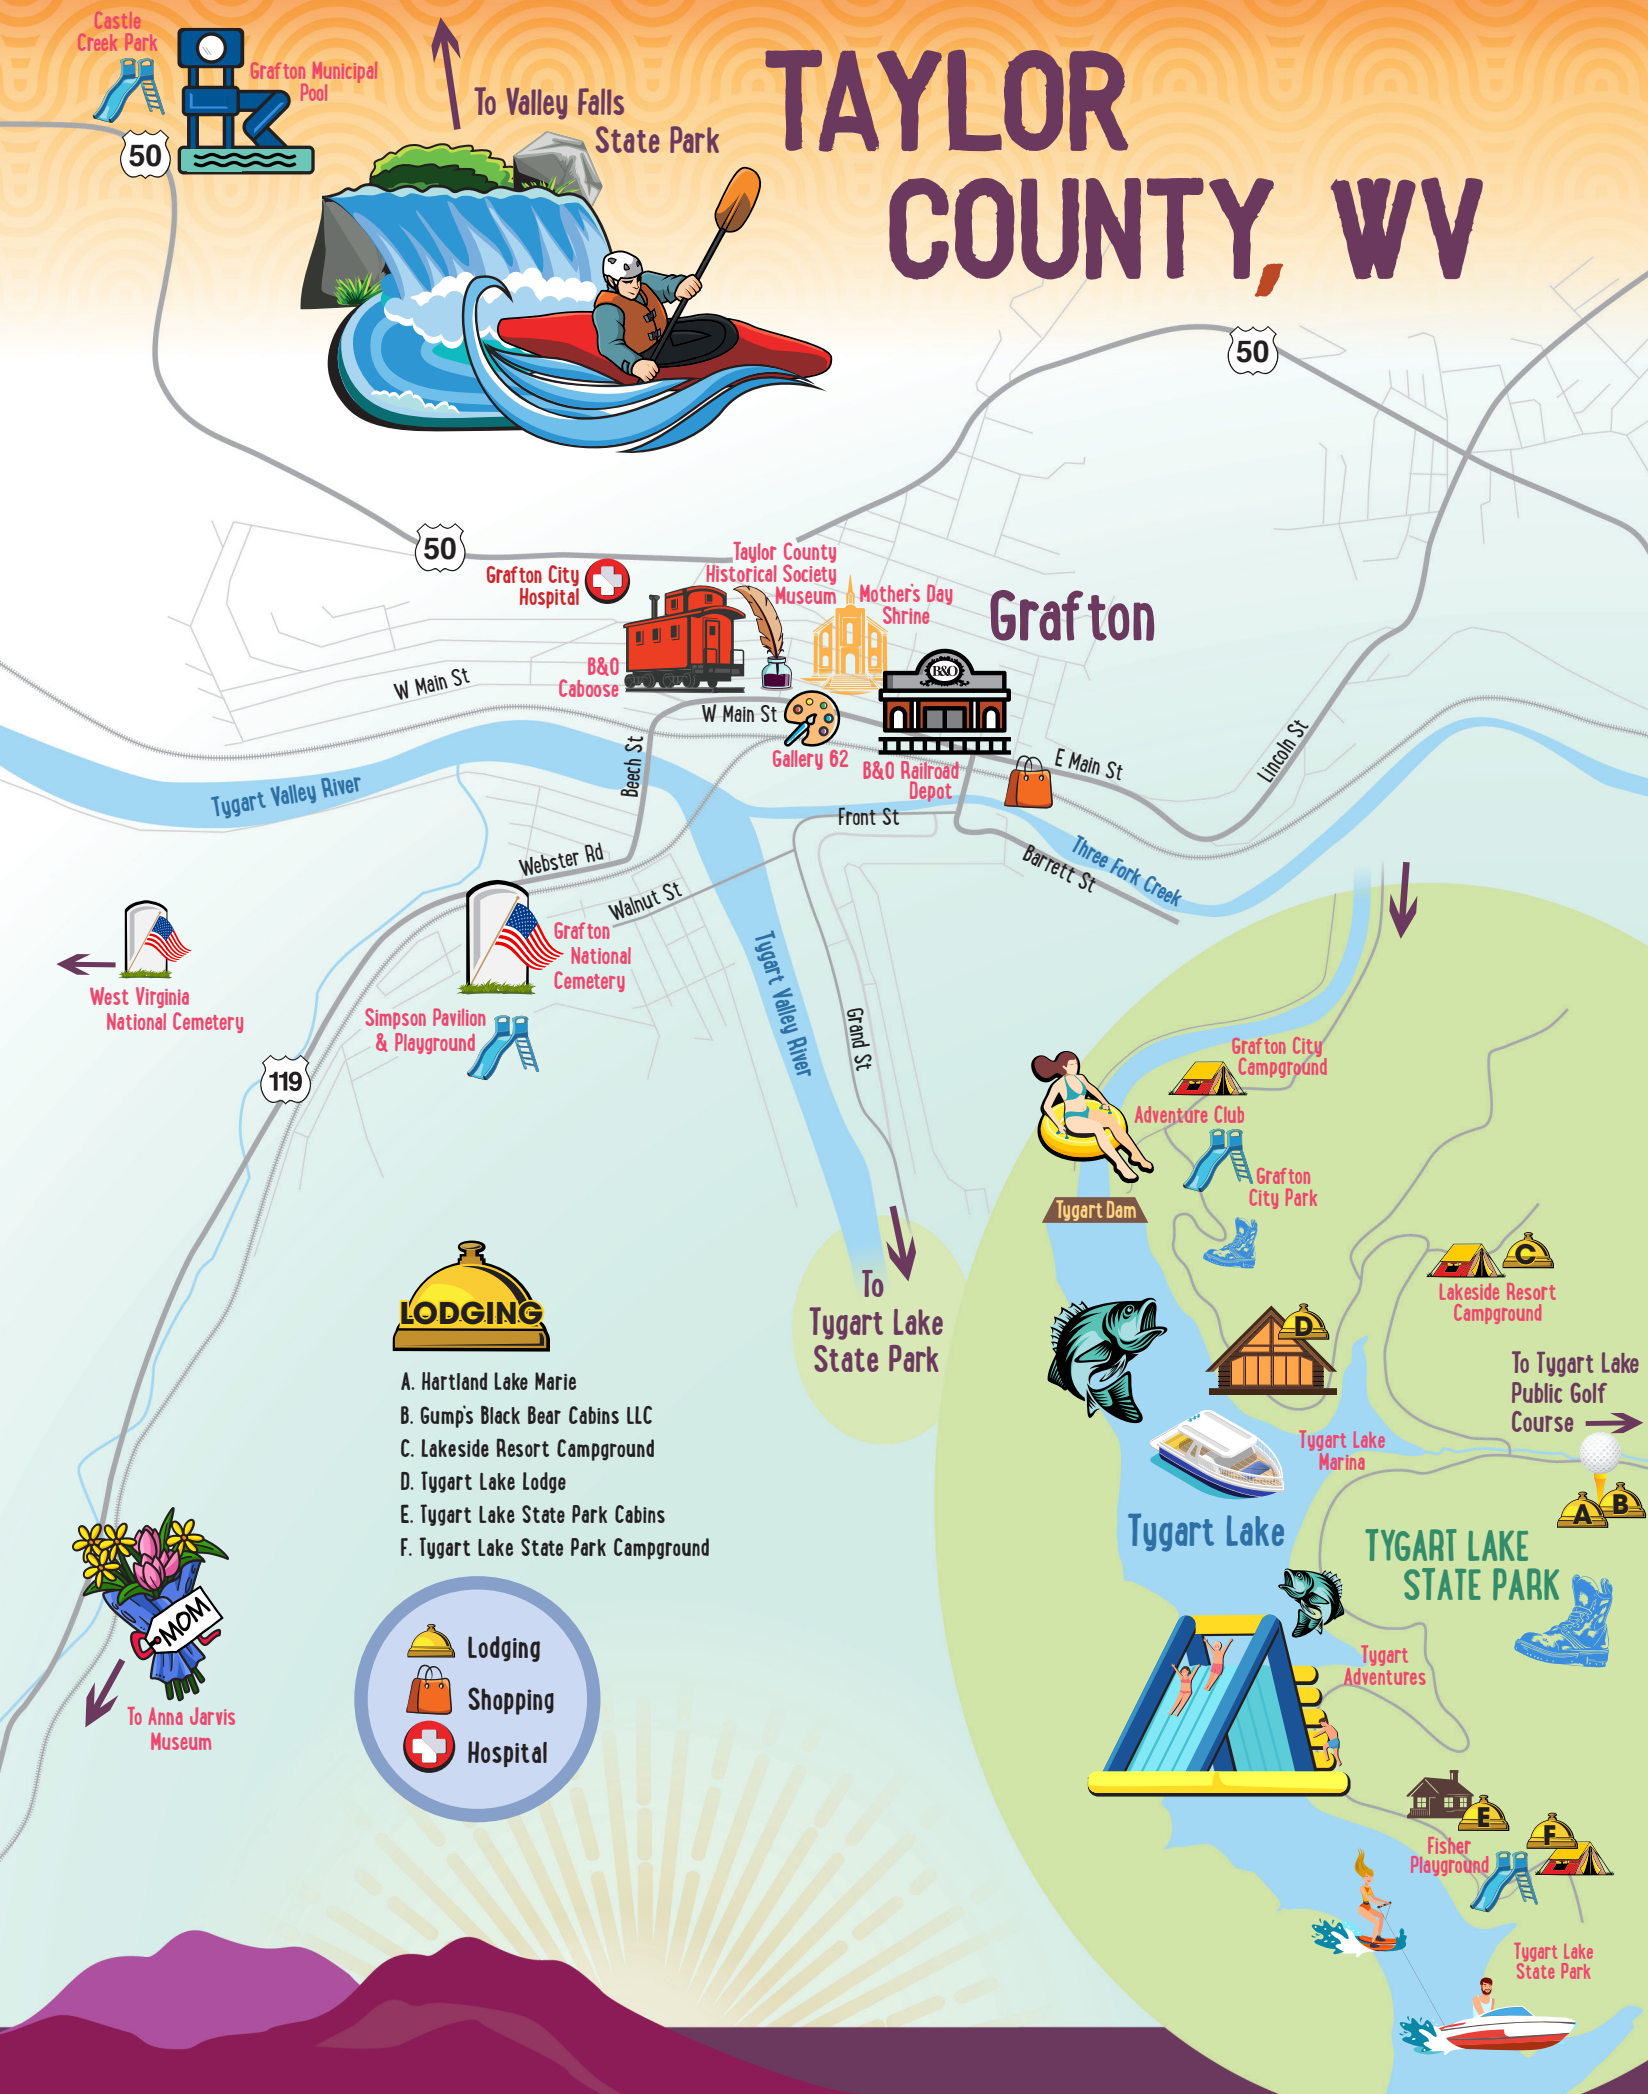 Castle
Creek Park
Grafton Municipal
Pool
50
To Valley Falls
State Park
TAYLOR
COUNTY, WV
50
50
Grafton City
Hospital
Taylor County
Historical Society
Museum
Mother's Day
Shrine
Grafton
B&O
Caboose
B&O
W Main St
W Main St
Gallery 62
B&O Railroad
Depot
E Main St
Lincoln St
Beech St
Tygart Valley River
Front St
Three Fork Creek
Barrett St
Webster Rd
Walnut St
Grafton
National
Cemetery
West Virginia
National Cemetery
Simpson Pavilion
& Playground
119
Tygart Valley River
Grand St
Grafton City
Campground
Adventure Club
Grafton
City Park
Tygart Dam
To
Tygart Lake
State Park
C
Lakeside Resort
Campground
D
To Tygart Lake
Public Golf
Course
Tygart Lake
Marina
A
B
Tygart Lake
TYGART LAKE
STATE PARK
LODGING
A. Hartland Lake Marie
B. Gump's Black Bear Cabins LLC
C. Lakeside Resort Campground
D. Tygart Lake Lodge
E. Tygart Lake State Park Cabins
F. Tygart Lake State Park Campground
Lodging
Shopping
Hospital
MOM
To Anna Jarvis
Museum
Tygart
Adventures
E
F
Fisher
Playground
Tygart Lake
State Park